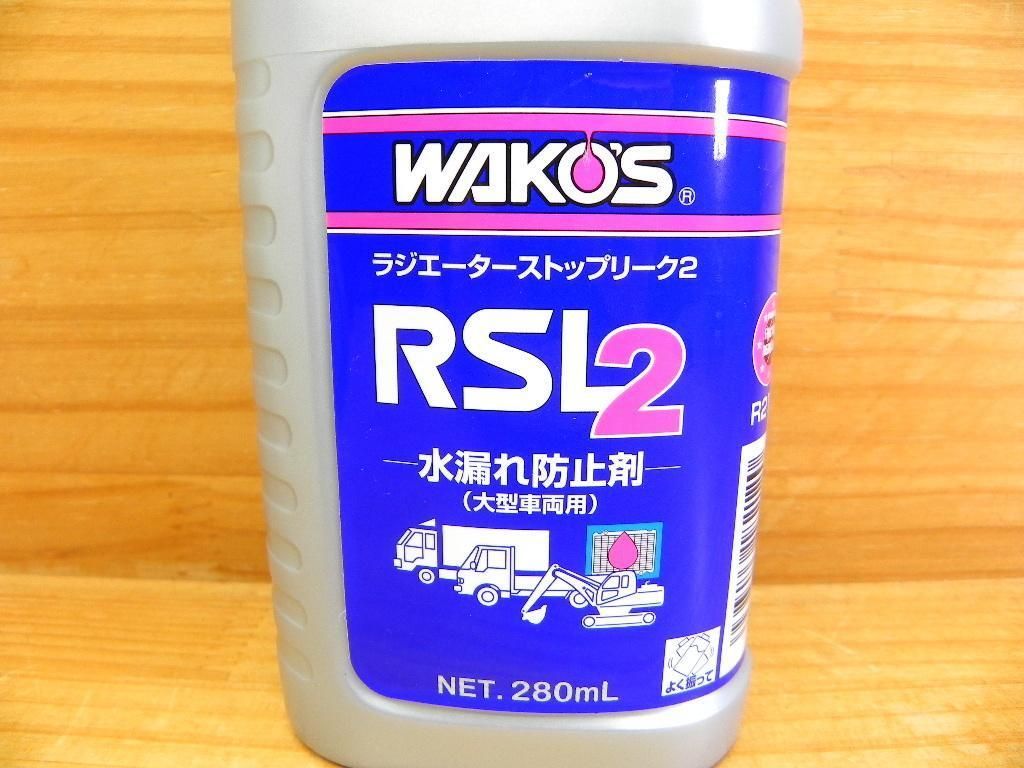 WAKO'S®
ラジエーターストップリーク2
RSL2
水漏れ防止剤
(大型車両用)
よく振って
NET. 280mL